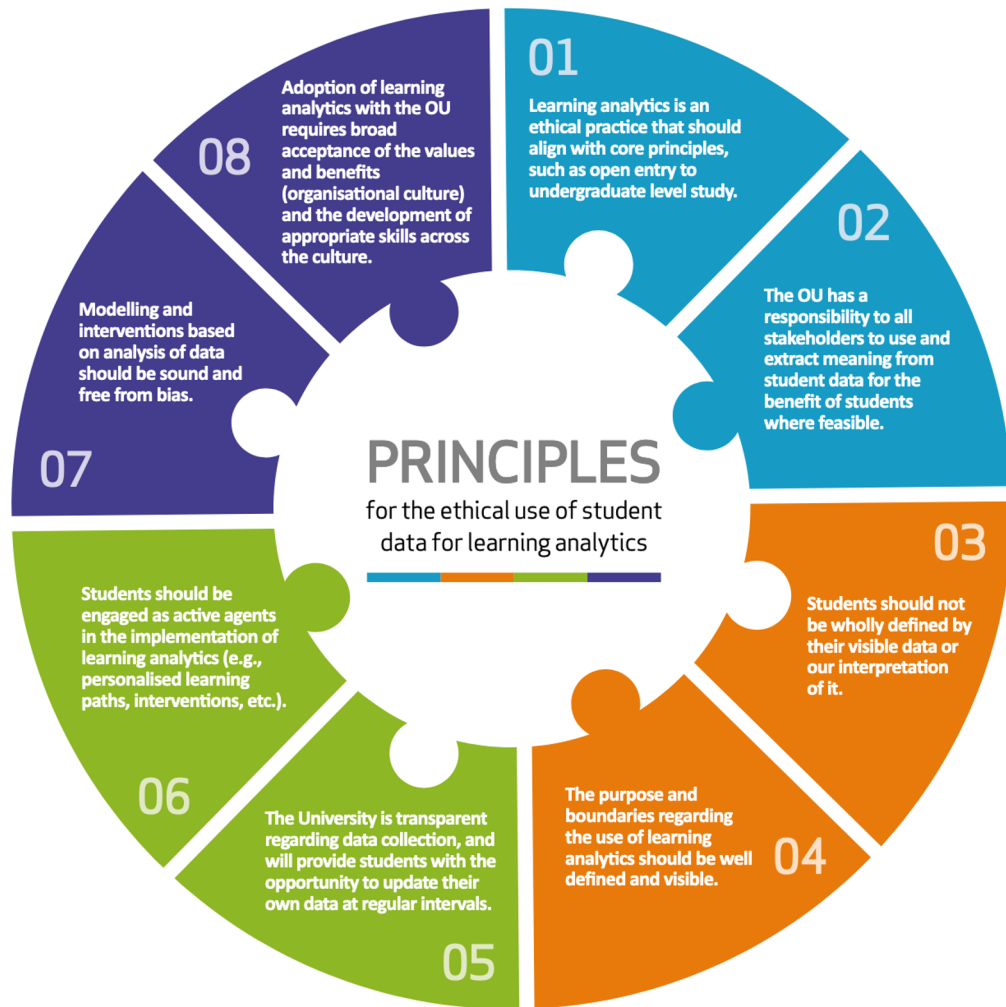 PRINCIPLES
for the ethical use of student
data for learning analytics
01
Learning analytics is an
ethical practice that should
align with core principles,
such as open entry to
undergraduate level study.
02
The OU has a
responsibility to all
stakeholders to use and
extract meaning from
student data for the
benefit of students
where feasible.
03
Students should not
be wholly defined by
their visible data or
our interpretation
of it.
04
The purpose and
boundaries regarding
the use of learning
analytics should be well
defined and visible.
05
The University is transparent
regarding data collection, and
will provide students with the
opportunity to update their
own data at regular intervals.
06
Students should be
engaged as active agents
in the implementation of
learning analytics (e.g.,
personalised learning
paths, interventions, etc.).
07
Modelling and
interventions based
on analysis of data
should be sound and
free from bias.
08
Adoption of learning
analytics with the OU
requires broad
acceptance of the values
and benefits
(organisational culture)
and the development of
appropriate skills across
the culture.